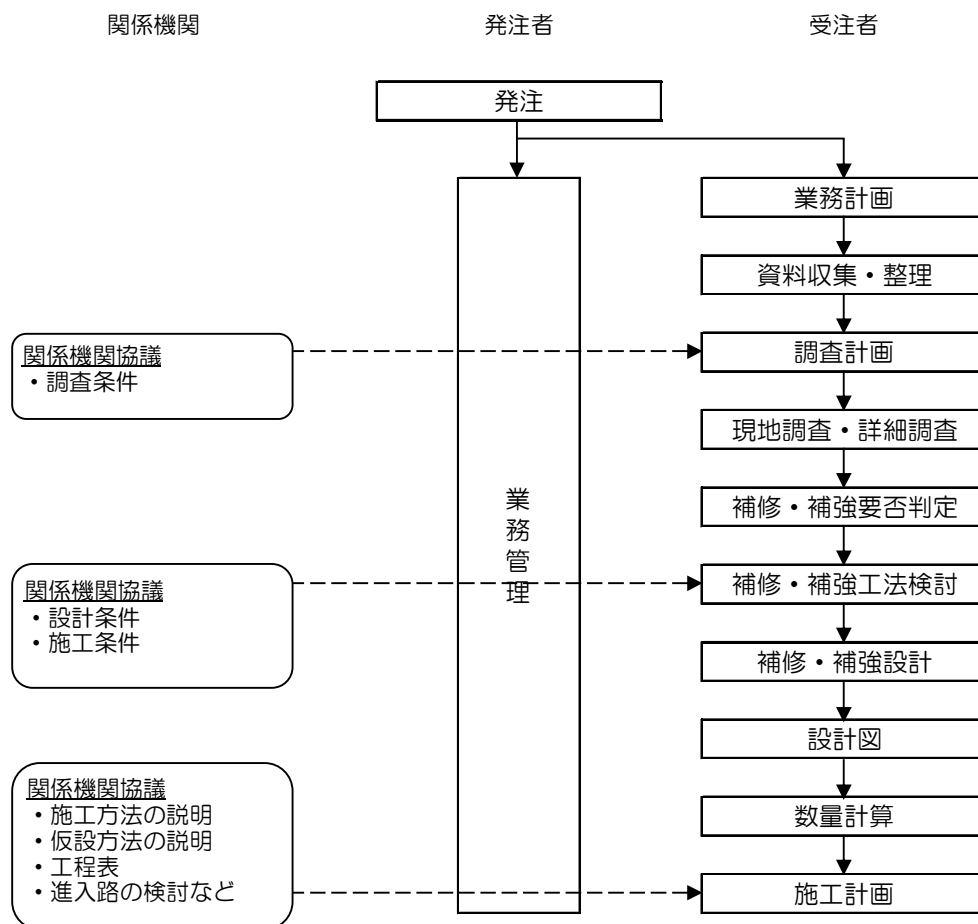 関係機関
発注者
受注者
発注
業務計画
資料収集・整理
関係機関協議
・調査条件
調査計画
現地調査・詳細調査
業務管理
補修・補強要否判定
関係機関協議
・設計条件
・施工条件
補修・補強工法検討
補修・補強設計
設計図
関係機関協議
・施工方法の説明
・仮設方法の説明
・工程表
・進入路の検討など
数量計算
施工計画